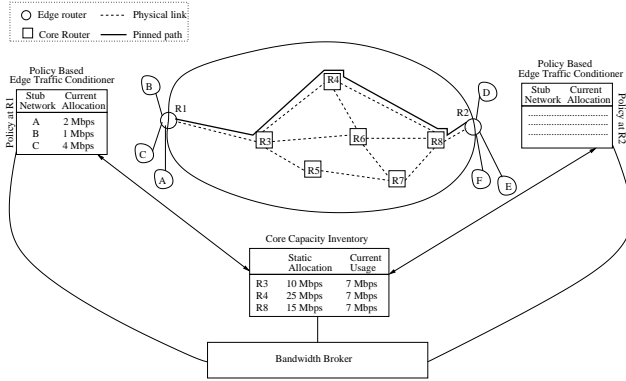 Edge router Physical link
Core Router Pinned path
Policy Based
Edge Traffic Conditioner
Policy at R1
Stub Network Current Allocation
A 2 Mbps
B 1 Mbps
C 4 Mbps
B
R1
C
A
R3
R4
R6
R5
R7
R8
R2
D
F
E
Policy Based
Edge Traffic Conditioner
Stub Network Current Allocation
Policy at R2
Core Capacity Inventory
Static Allocation Current Usage
R3 10 Mbps 7 Mbps
R4 25 Mbps 7 Mbps
R8 15 Mbps 7 Mbps
Bandwidth Broker